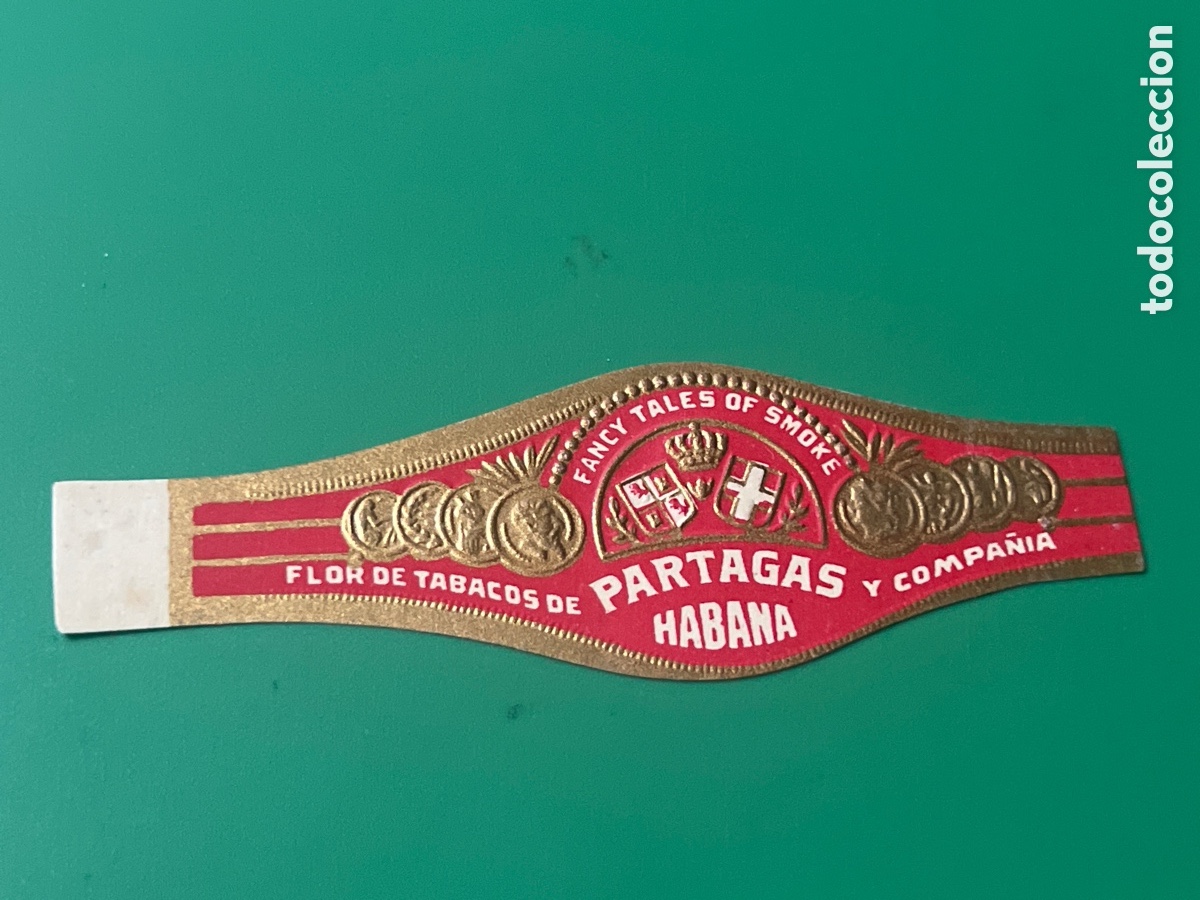 FANCY TALES OF SMOKE
FLOR DE TABACOS DE PARTAGAS Y COMPAÑIA
HABANA
todocoleccion